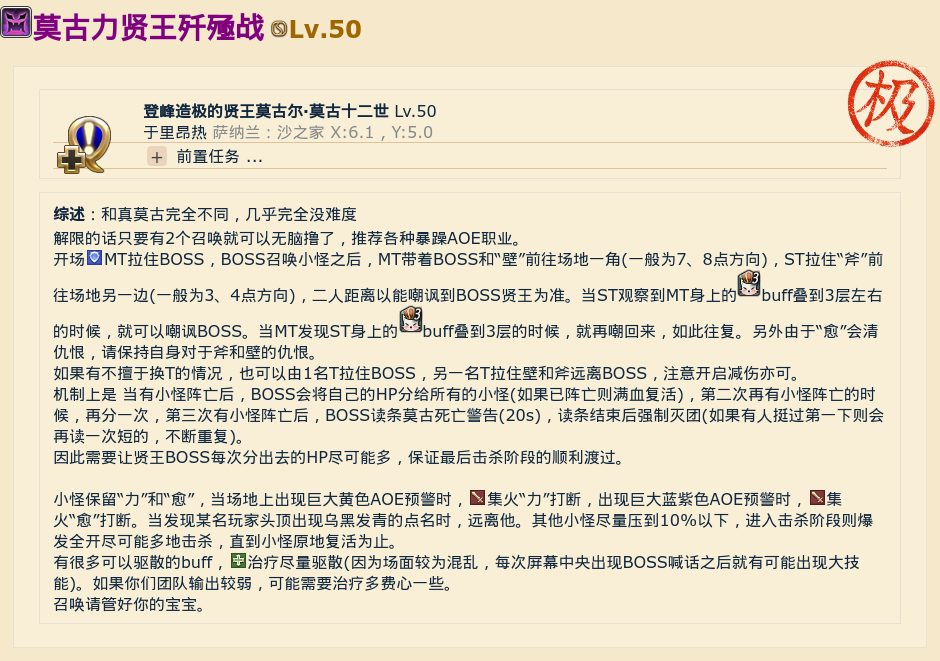 莫古力贤王歼殛战 Lv.50
极
登峰造极的贤王莫古尔·莫古十二世 Lv.50
于里昂热 萨纳兰：沙之家 X:6.1，Y:5.0
+ 前置任务 ...
综述：和真莫古完全不同，几乎完全没难度
解限的话只要有2个召唤就可以无脑撸了，推荐各种暴躁AOE职业。
开场MT拉住BOSS，BOSS召唤小怪之后，MT带着BOSS和“壁”前往场地一角(一般为7、8点方向)，ST拉住“斧”前
往场地另一边(一般为3、4点方向)，二人距离以能嘲讽到BOSS贤王为准。当ST观察到MT身上的3buff叠到3层左右
的时候，就可以嘲讽BOSS。当MT发现ST身上的3buff叠到3层的时候，就再嘲回来，如此往复。另外由于“愈”会清
仇恨，请保持自身对于斧和壁的仇恨。
如果有不擅于换T的情况，也可以由1名T拉住BOSS，另一名T拉住壁和斧远离BOSS，注意开启减伤亦可。
机制上是 当有小怪阵亡后，BOSS会将自己的HP分给所有的小怪(如果已阵亡则满血复活)，第二次再有小怪阵亡的时
候，再分一次，第三次有小怪阵亡后，BOSS读条莫古死亡警告(20s)，读条结束后强制灭团(如果有人挺过第一下则会
再读一次短的，不断重复)。
因此需要让贤王BOSS每次分出去的HP尽可能多，保证最后击杀阶段的顺利渡过。
小怪保留“力”和“愈”，当场地上出现巨大黄色AOE预警时，集火“力”打断，出现巨大蓝紫色AOE预警时，集
火“愈”打断。当发现某名玩家头顶出现乌黑发青的点名时，远离他。其他小怪尽量压到10%以下，进入击杀阶段则爆
发全开尽可能多地击杀，直到小怪原地复活为止。
有很多可以驱散的buff，治疗尽量驱散(因为场面较为混乱，每次屏幕中央出现BOSS喊话之后就有可能出现大技
能)。如果你们团队输出较弱，可能需要治疗多费心一些。
召唤请管好你的宝宝。